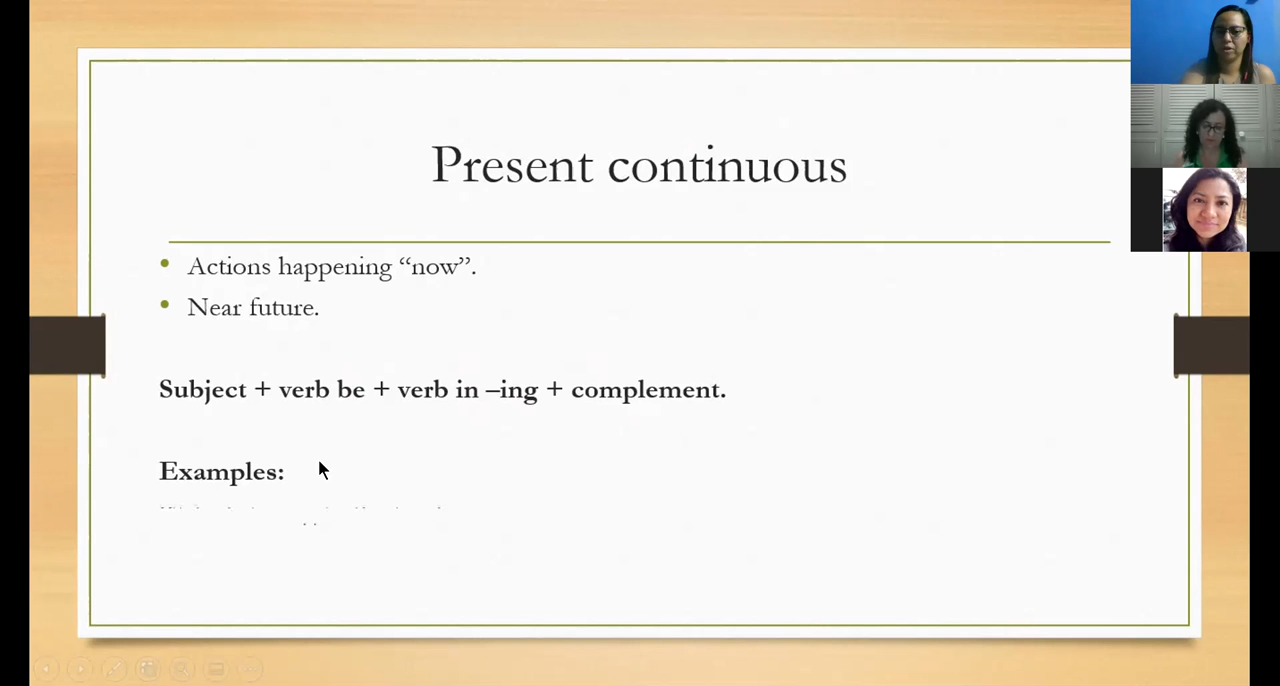 Present continuous
• Actions happening “now”.
• Near future.
Subject + verb be + verb in –ing + complement.
Examples: